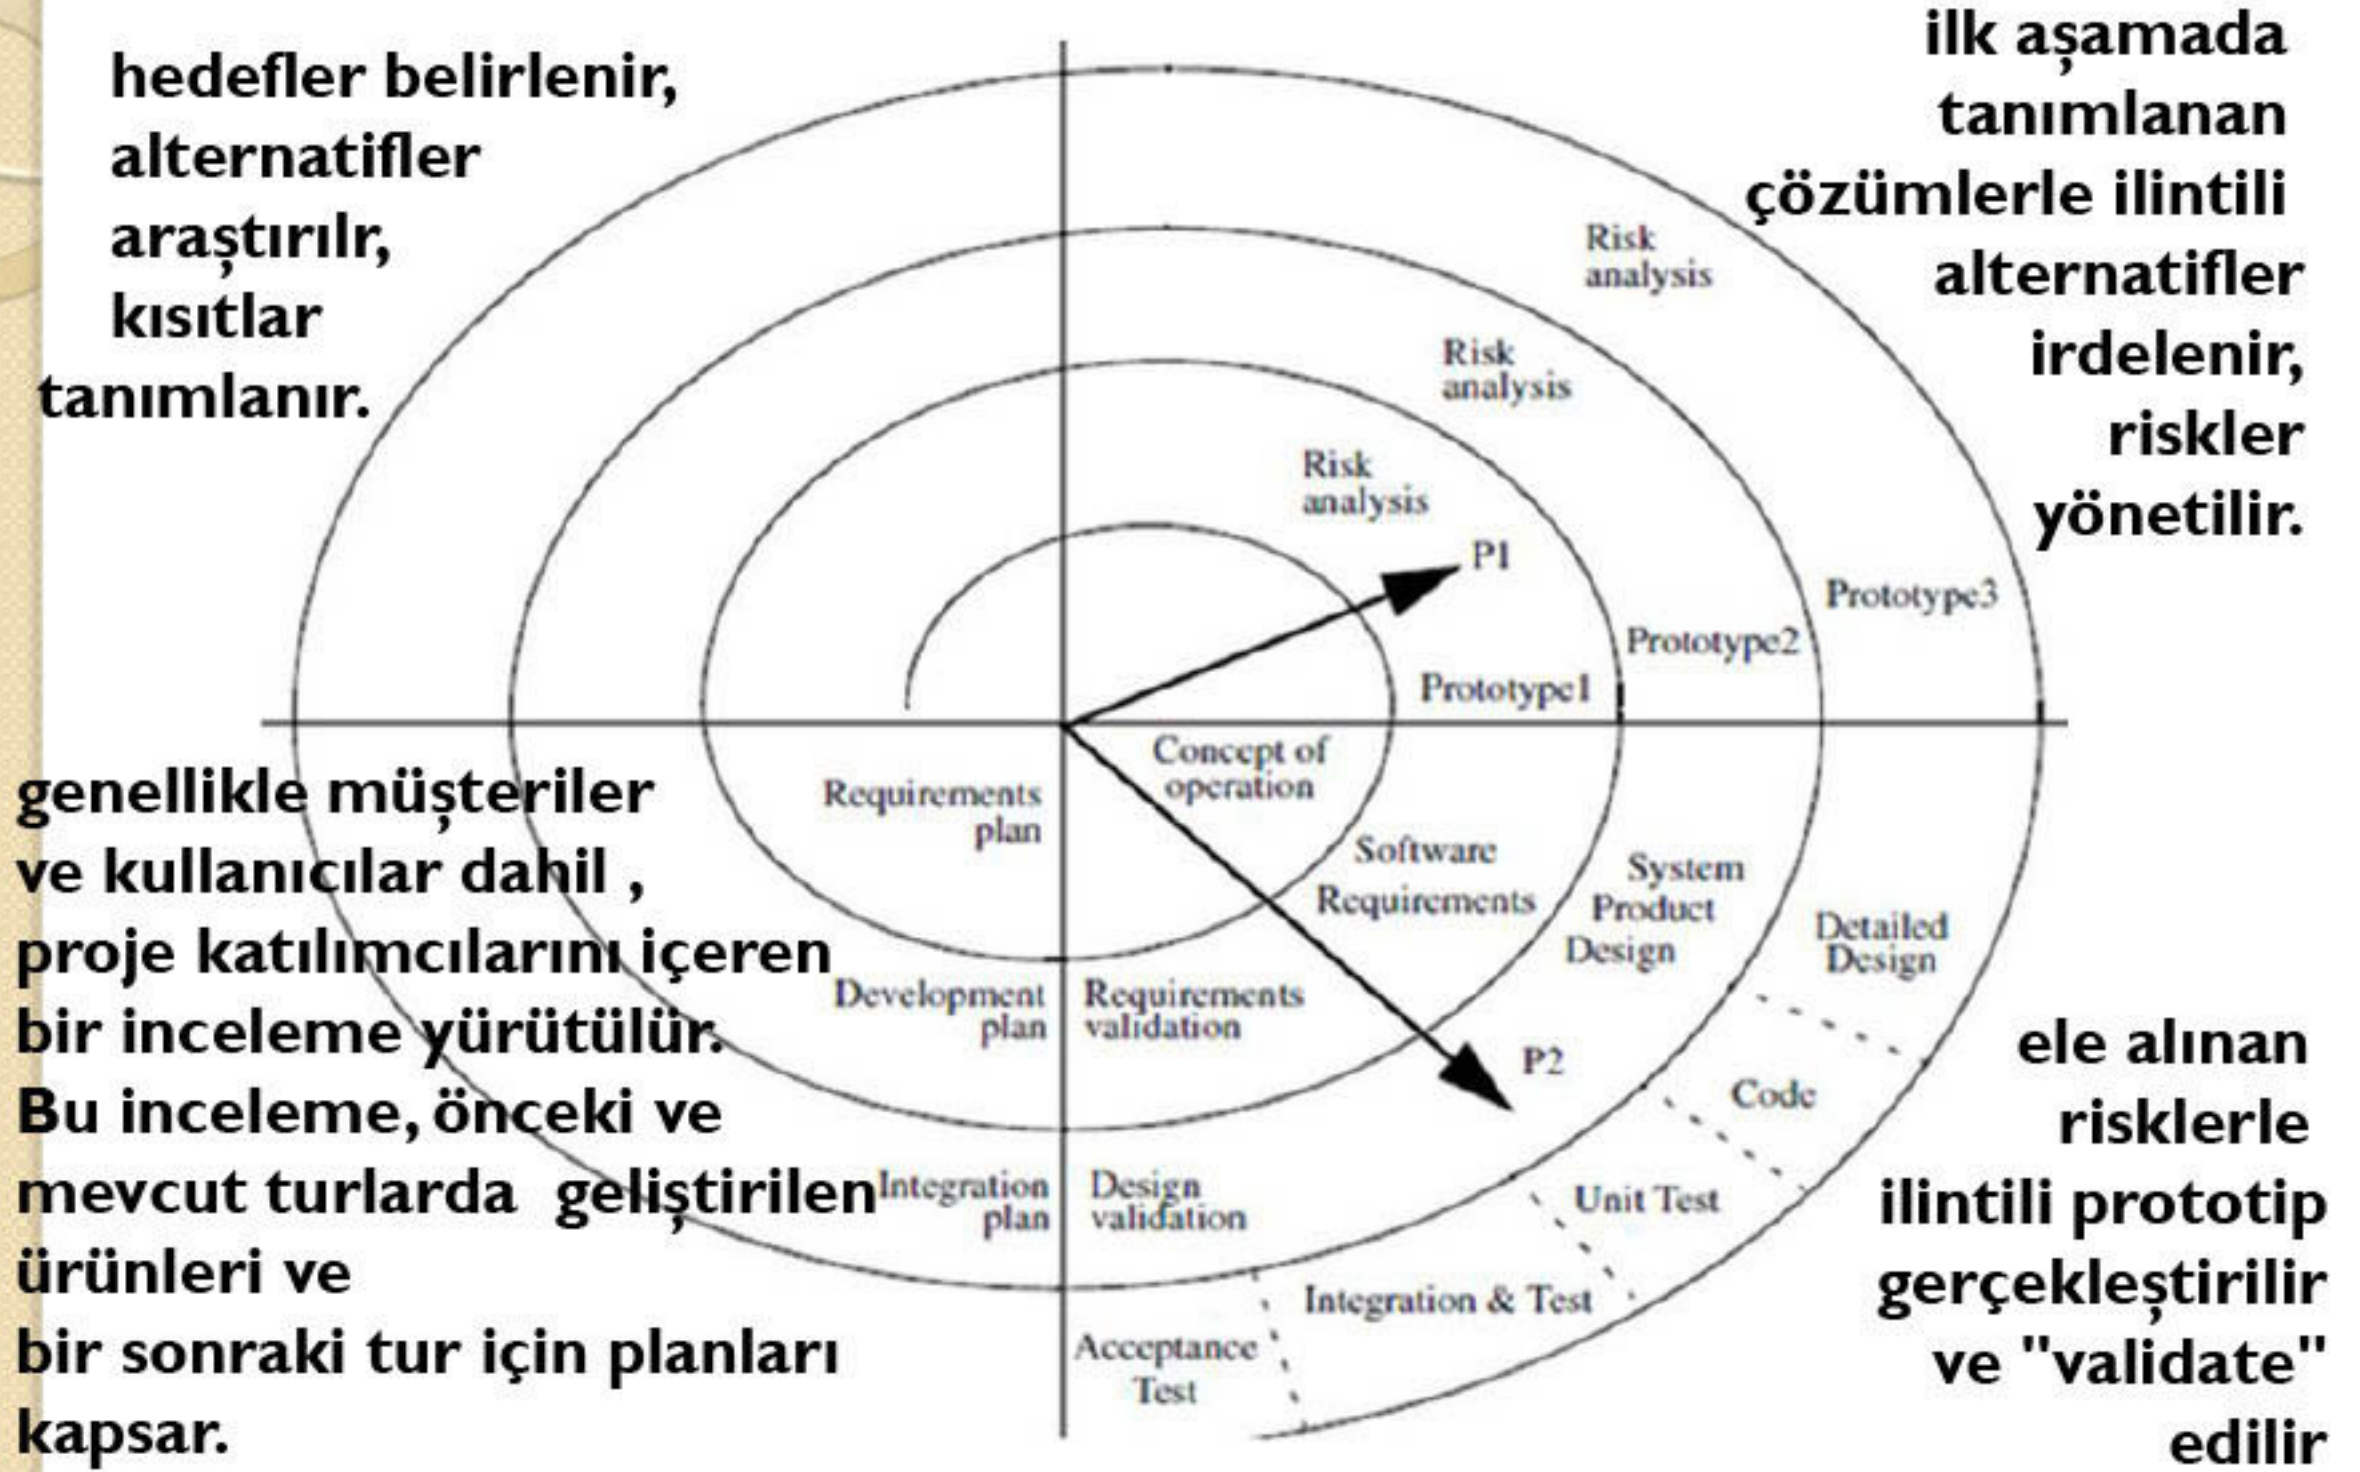 hedefler belirlenir,
alternatifler
araştırılr,
kısıtlar
tanımlanır.
ilk aşamada
tanımlanan
çözümlerle ilintili
alternatifler
irdelenir,
riskler
yönetilir.
Risk
analysis
Risk
analysis
Risk
analysis
P1
Prototype3
Prototype2
Prototype1
Concept of
operation
Requirements
plan
Software
Requirements
System
Product
Design
Detailed
Design
Development
plan
Requirements
validation
P2
Code
Integration
plan
Design
validation
Unit Test
Integration & Test
Acceptance
Test
genellikle müşteriler
ve kullanıcılar dahil ,
proje katılımcılarını içeren
bir inceleme yürütülür.
Bu inceleme, önceki ve
mevcut turlarda geliştirilen
ürünleri ve
bir sonraki tur için planları
kapsar.
ele alınan
risklerle
ilintili prototip
gerçekleştirilir
ve "validate"
edilir